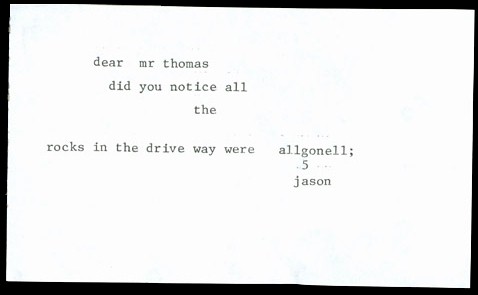 dear mr thomas
did you notice all
the
rocks in the drive way were allgonell;
5
jason